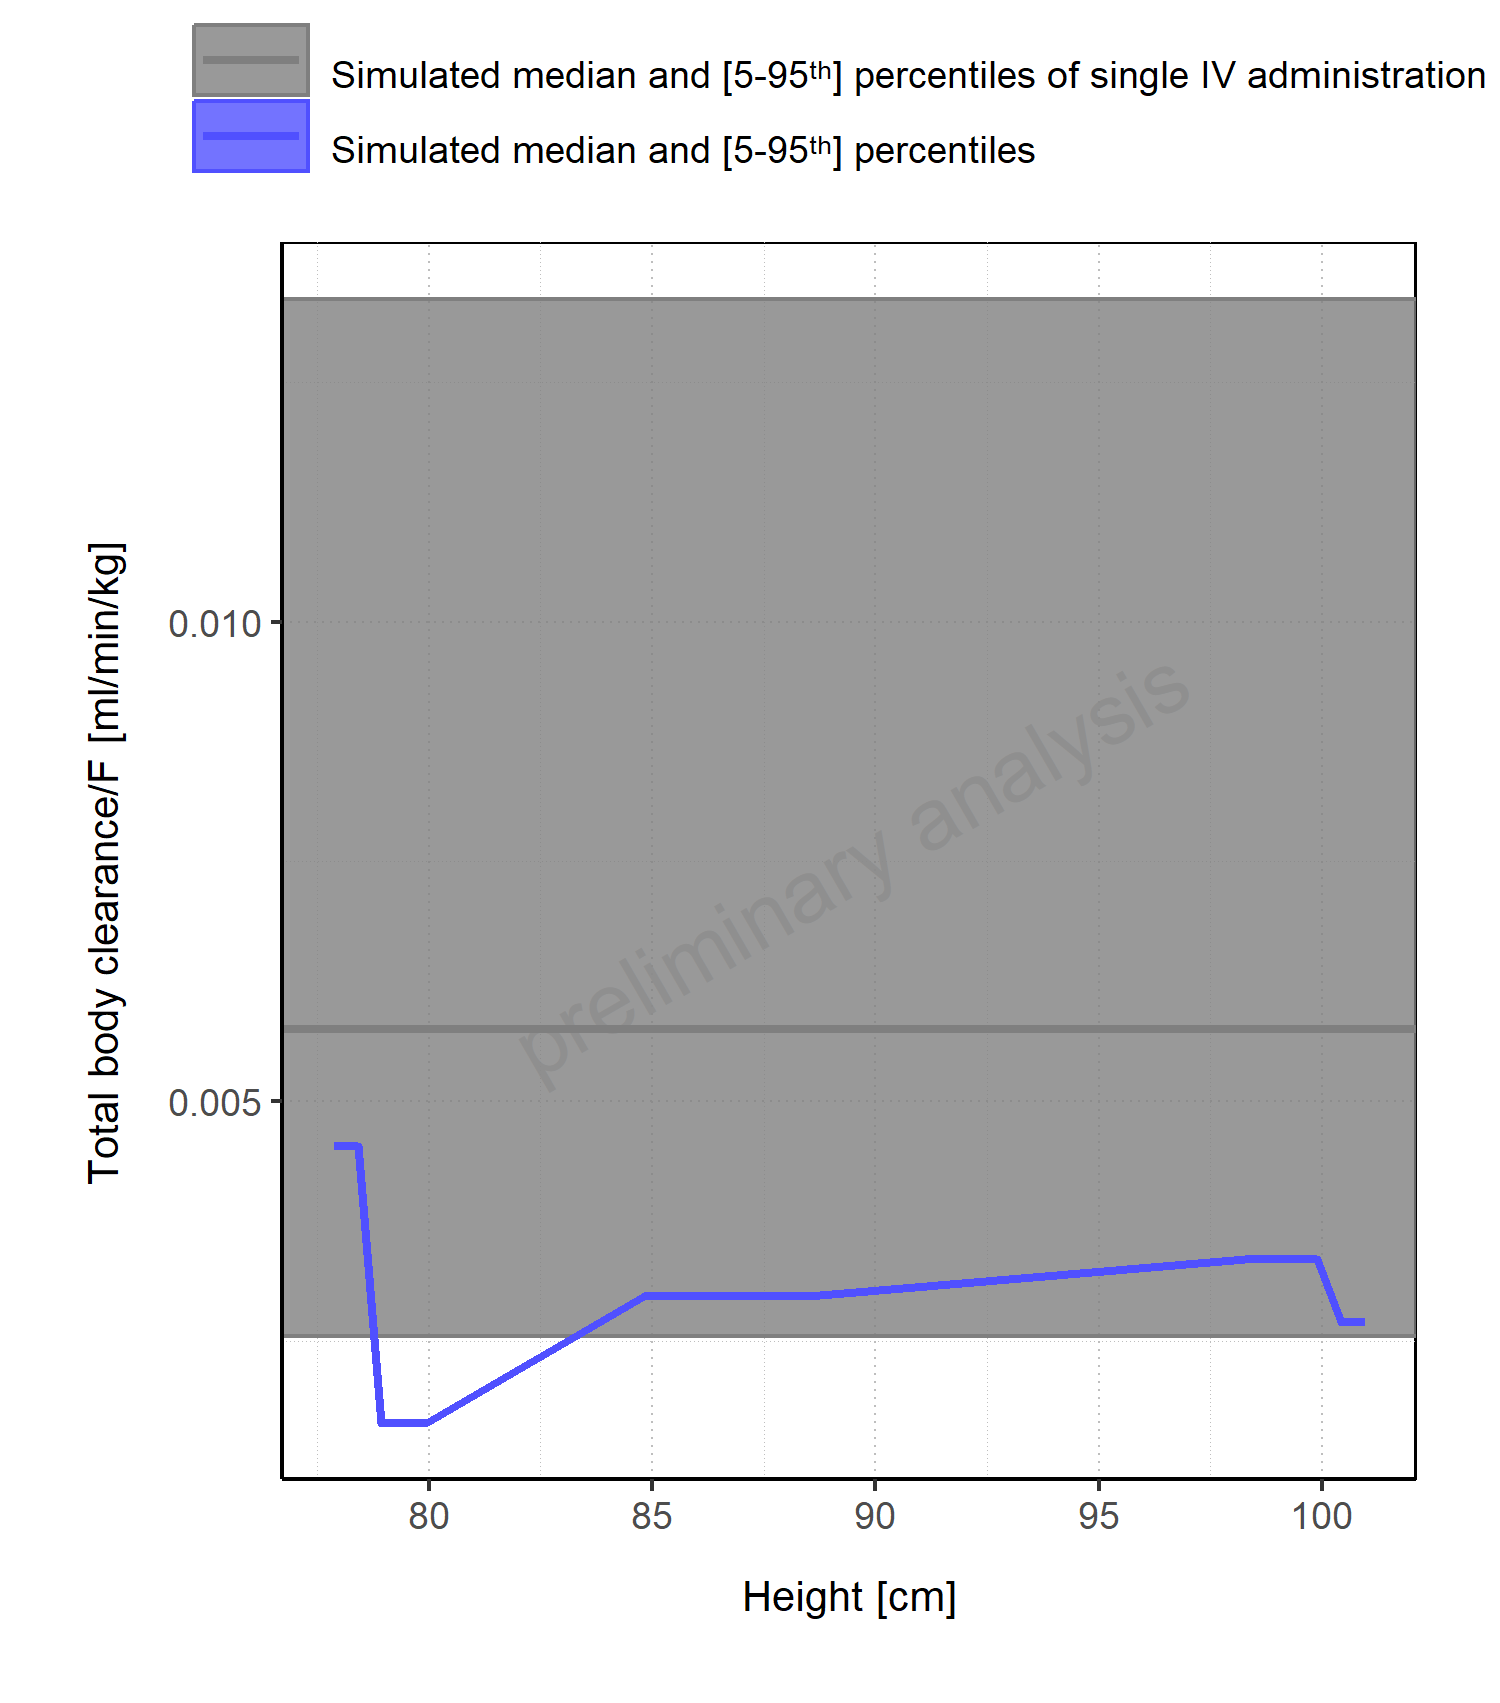 Simulated median and [5-95th] percentiles of single IV administration
Simulated median and [5-95th] percentiles
Total body clearance/F [ml/min/kg]
0.010
0.005
preliminary analysis
80 85 90 95 100
Height [cm]